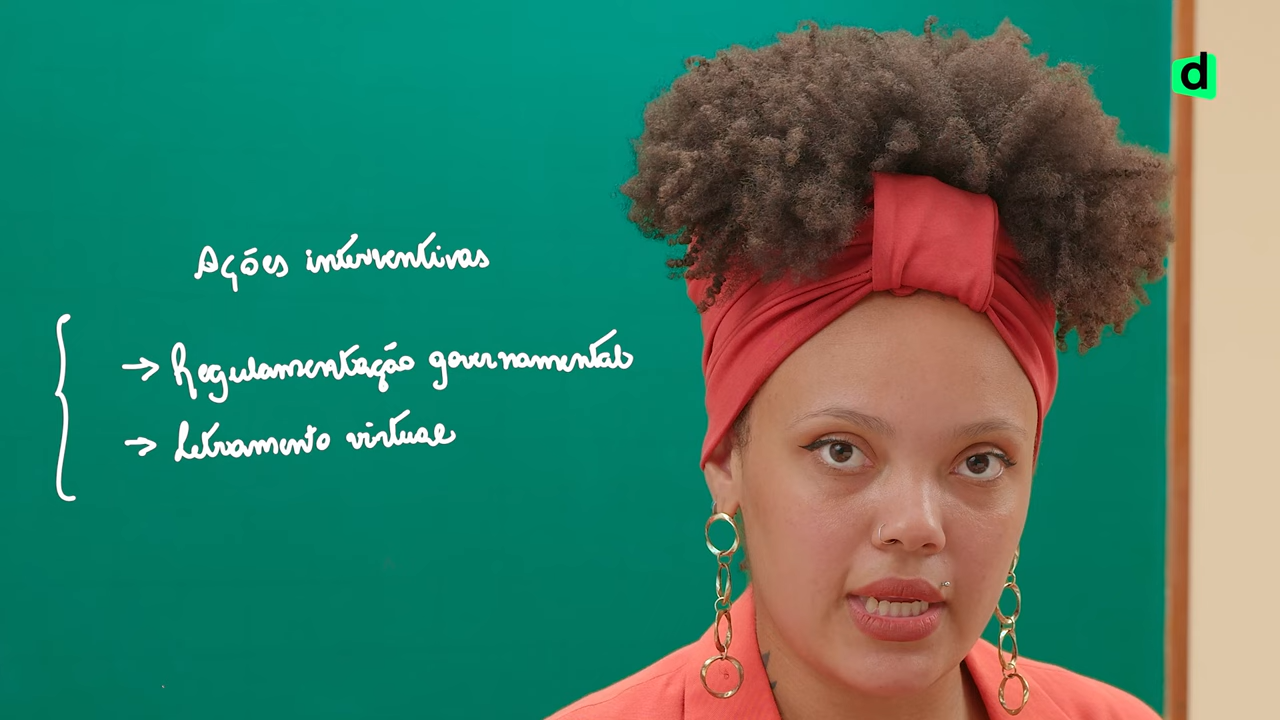 Ações interventivas
→ Regulamentação governamental
→ Letramento virtual
d